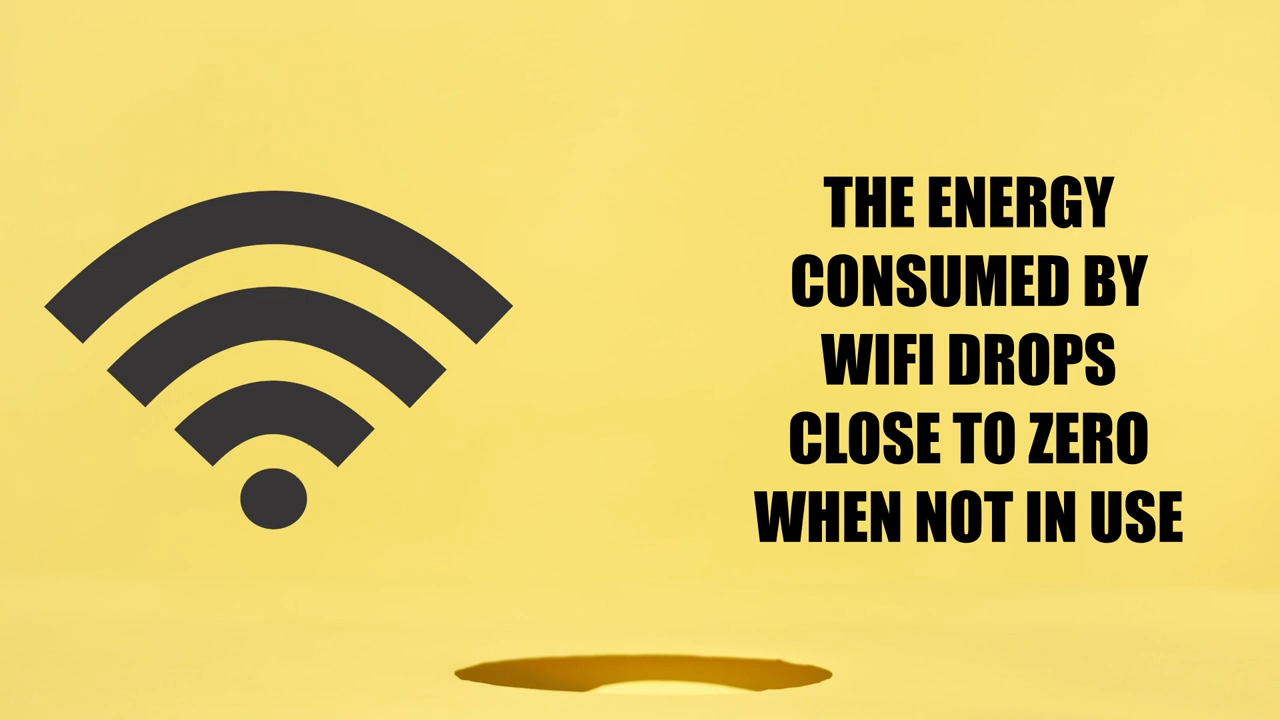 THE ENERGY
CONSUMED BY
WIFI DROPS
CLOSE TO ZERO
WHEN NOT IN USE